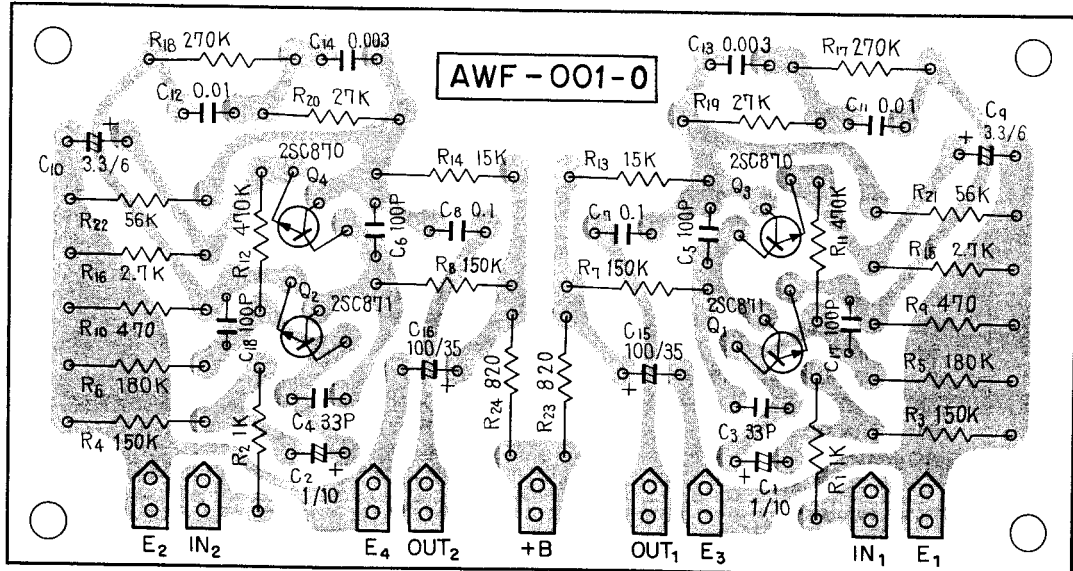 R18 270K
C14 0.003
C13 0.003
R17 270K
AWF-001-0
C12 0.01
R20 27K
R19 27K
C11 0.01
C9 3.3/6
C10 3.3/6
2SC870
Q4
R14 15K
R13 15K
2SC870
Q3
R22 56K
R12 470K
C6 100P
C8 0.1
C7 0.1
C5 100P
R11 470K
R21 56K
R16 2.7K
R8 150K
R7 150K
R15 2.7K
Q2
2SC871
2SC871
Q1
R10 470
C18 100P
C16
100/35
C15
100/35
C17 100P
R9 470
R6 180K
R24 820
R23 820
R5 180K
R4 150K
R2 1K
C4 33P
C3 33P
R1 1K
R3 150K
C2
1/10
C1
1/10
E2 IN2 E4 OUT2 +B OUT1 E3 IN1 E1